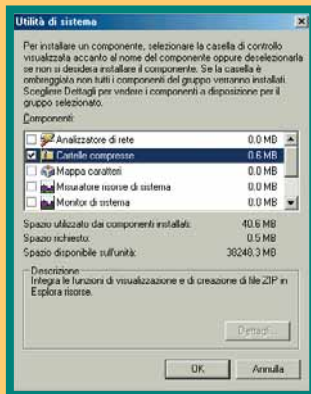 Utilità di sistema
Per installare un componente, selezionare la casella di controllo
visualizzata accanto al nome del componente oppure deselezionarla
se non si desidera installare il componente. Se la casella è
ombreggiata non tutti i componenti del gruppo verranno installati.
Scegliere Dettagli per vedere i componenti a disposizione per il
gruppo selezionato.
Componenti:
Analizzatore di rete 0.0 MB
Cartelle compresse 0.6 MB
Mappa caratteri 0.0 MB
Misuratore risorse di sistema 0.0 MB
Monitor di sistema 0.0 MB
Spazio utilizzato dai componenti installati: 40.6 MB
Spazio richiesto: 0.5 MB
Spazio disponibile sull'unità: 38248.3 MB
Descrizione
Integra le funzioni di visualizzazione e di creazione di file ZIP in
Esplora risorse.
Dettagli...
OK Annulla